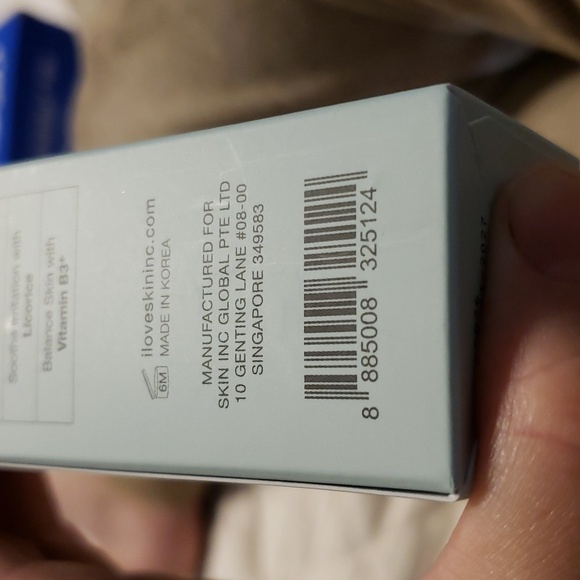 Soothe Irritation with
Licorice
Balance Skin with
Vitamin B3*
6M
iloveskininc.com
MADE IN KOREA
MANUFACTURED FOR
SKIN INC GLOBAL PTE LTD
10 GENTING LANE #08-00
SINGAPORE 349583
8 885008 325124